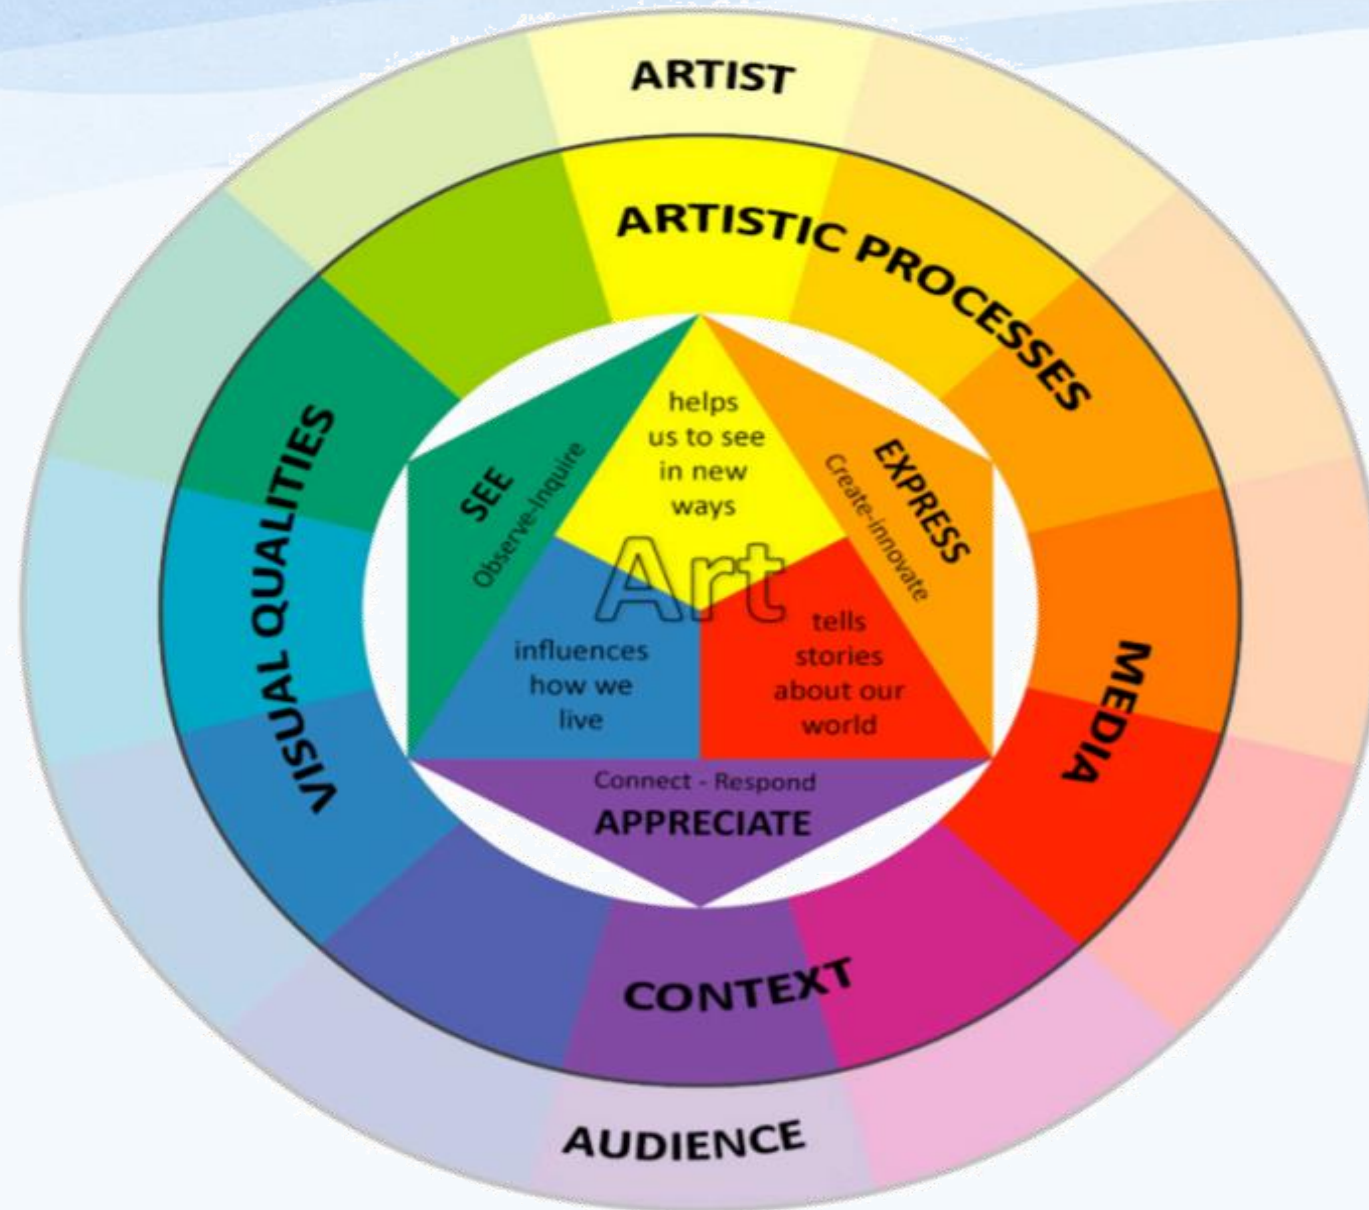 ARTIST
ARTISTIC PROCESSES
helps
us to see
in new
ways
SEE
Observe-Inquire
EXPRESS
Create-innovate
Art
VISUAL QUALITIES
influences
how we
live
tells
stories
about our
world
MEDIA
Connect - Respond
APPRECIATE
CONTEXT
AUDIENCE